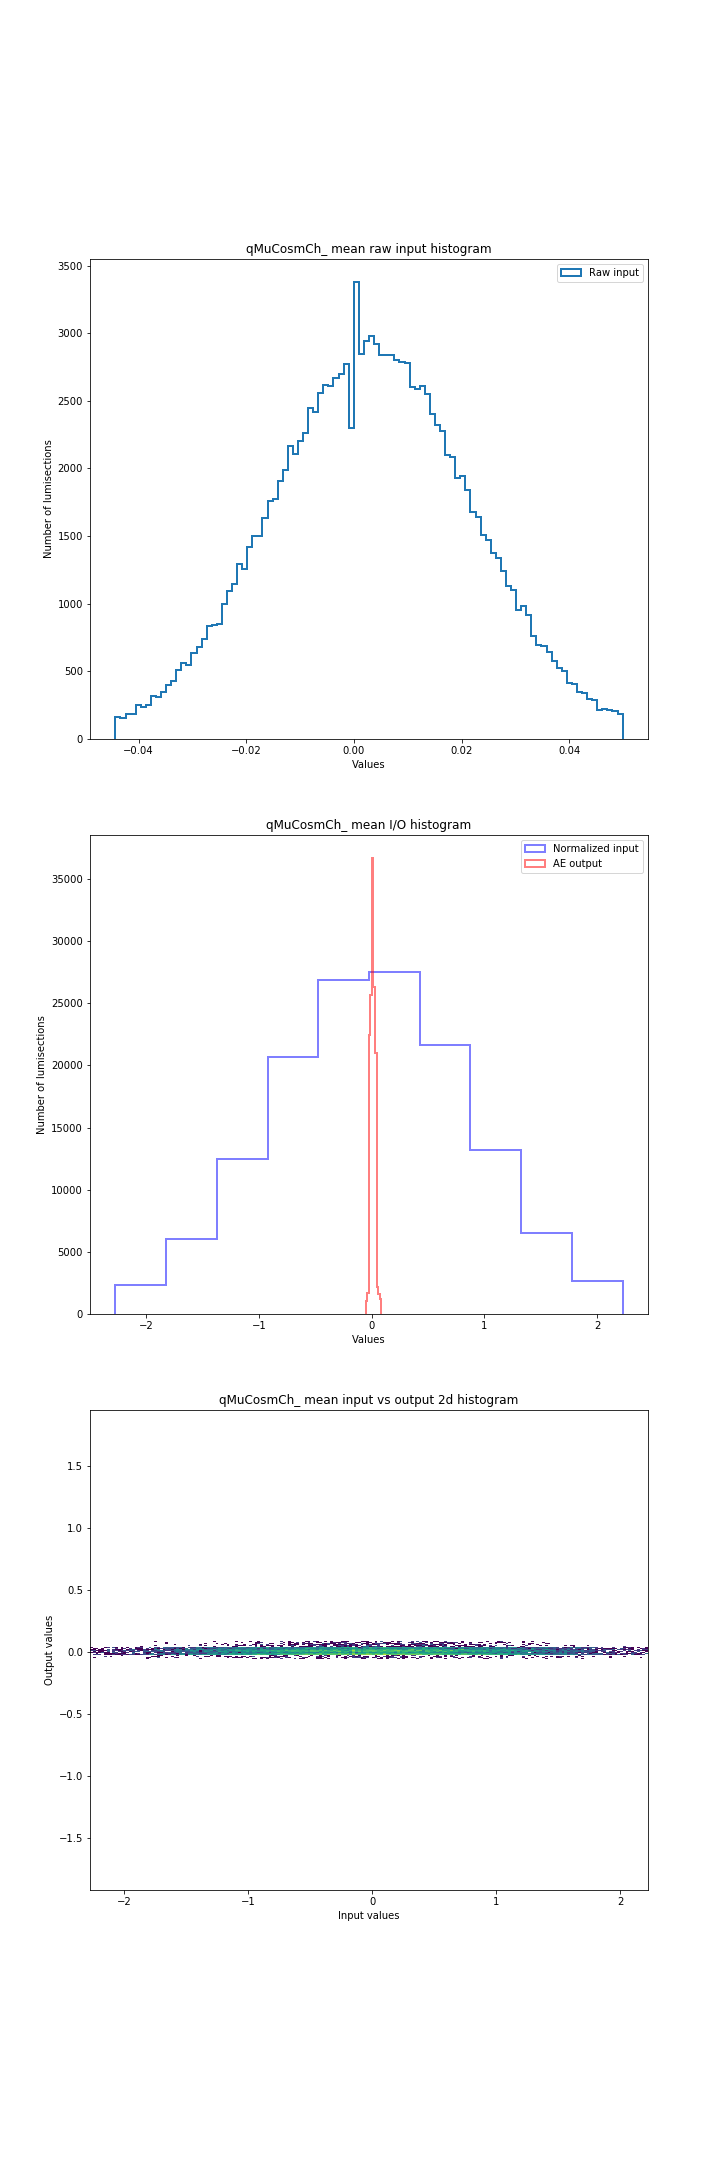 qMuCosmCh_ mean raw input histogram
3500
3000
2500
2000
1500
1000
500
0
Number of lumisections
Raw input
−0.04 −0.02 0.00 0.02 0.04
Values
qMuCosmCh_ mean I/O histogram
35000
30000
25000
20000
15000
10000
5000
0
Number of lumisections
Normalized input
AE output
−2 −1 0 1 2
Values
qMuCosmCh_ mean input vs output 2d histogram
1.5
1.0
0.5
0.0
−0.5
−1.0
−1.5
Output values
−2 −1 0 1 2
Input values